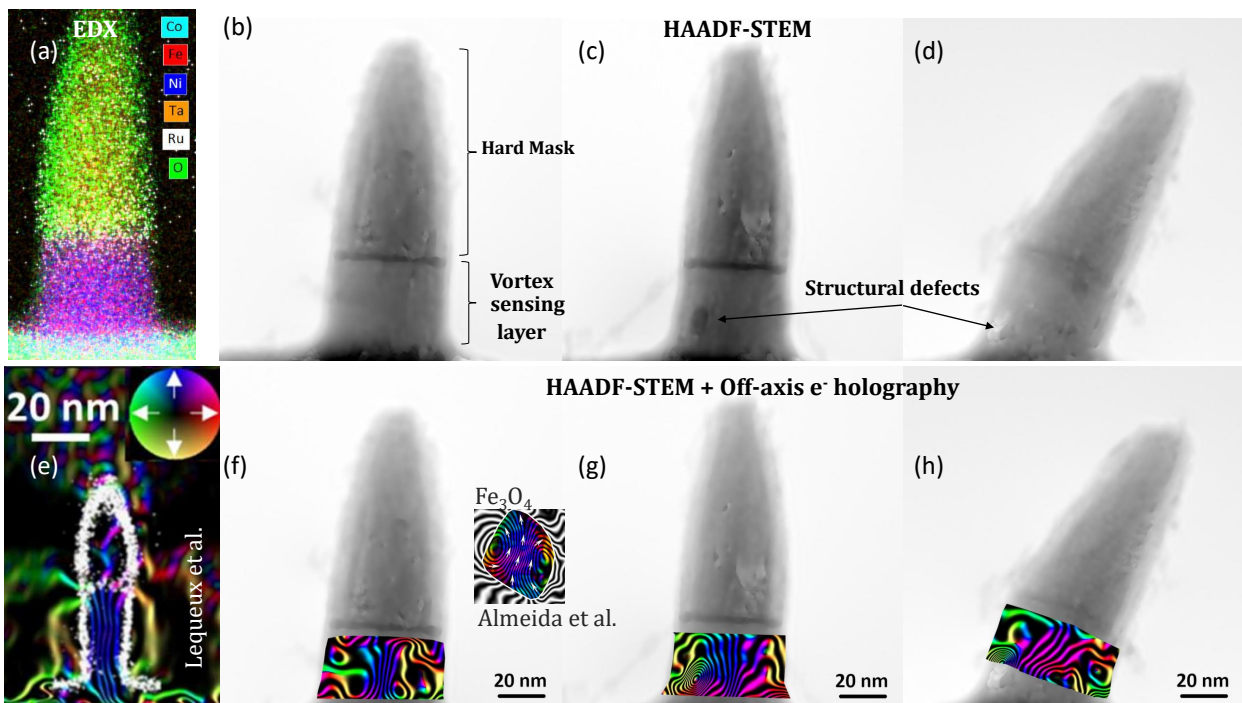 EDX
(a)
Co
Fe
Ni
Ta
Ru
O
(b)
Hard Mask
Vortex
sensing
layer
HAADF-STEM
(c)
(d)
Structural defects
20 nm
(e)
Lequeux et al.
HAADF-STEM + Off-axis e⁻ holography
(f)
Fe₃O₄
Almeida et al.
20 nm
(g)
20 nm
(h)
20 nm